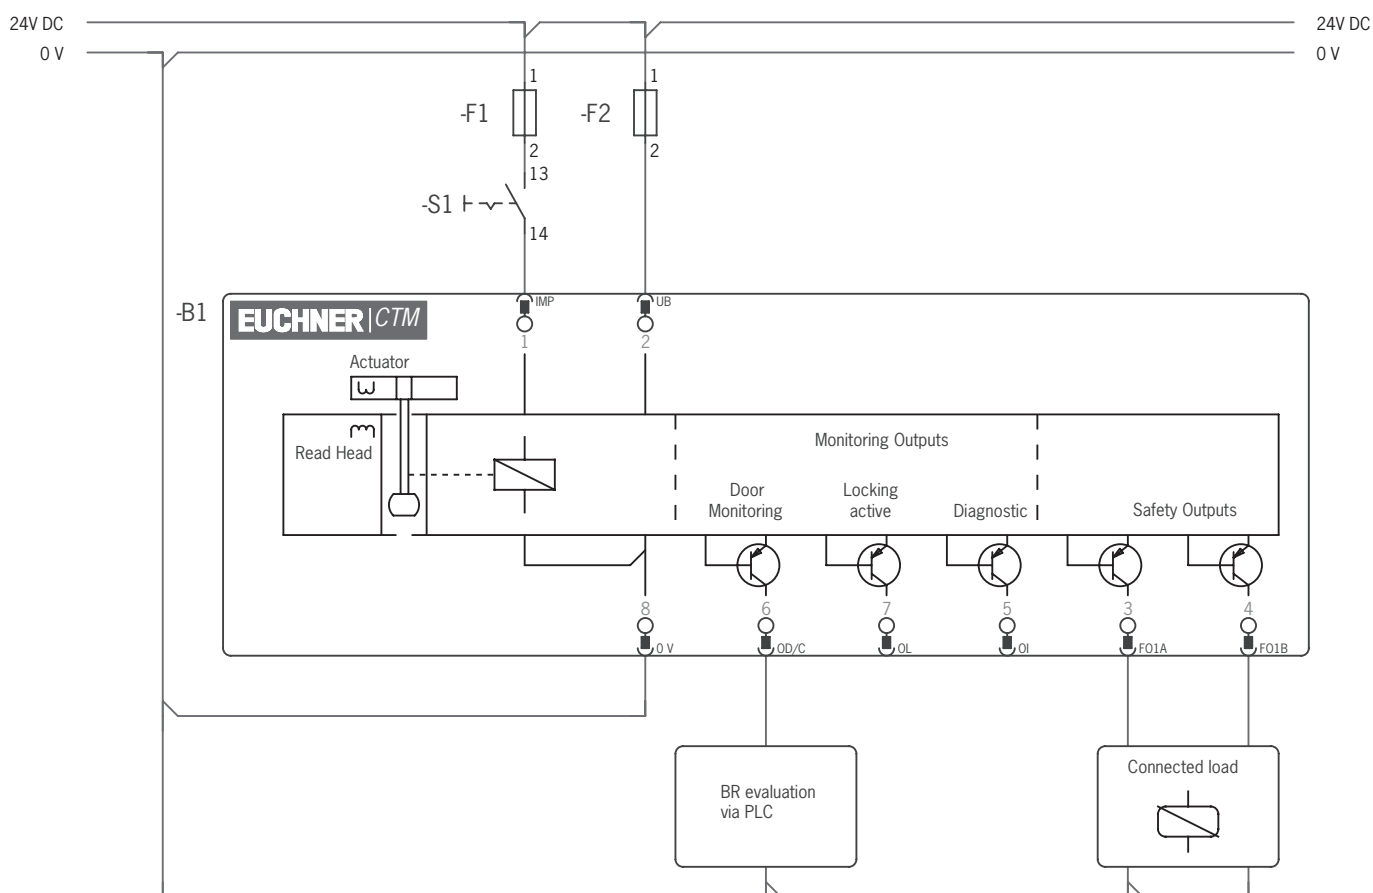 24V DC
24V DC
0 V
0 V
1
1
-F1
-F2
2
2
13
-S1
14
-B1
EUCHNER CTM
IMP
UB
1
2
Actuator
Read Head
Monitoring Outputs
Door
Monitoring
Locking
active
Diagnostic
Safety Outputs
8
6
7
5
3
4
0 V
OD/C
OL
OI
FO1A
FO1B
BR evaluation
via PLC
Connected load